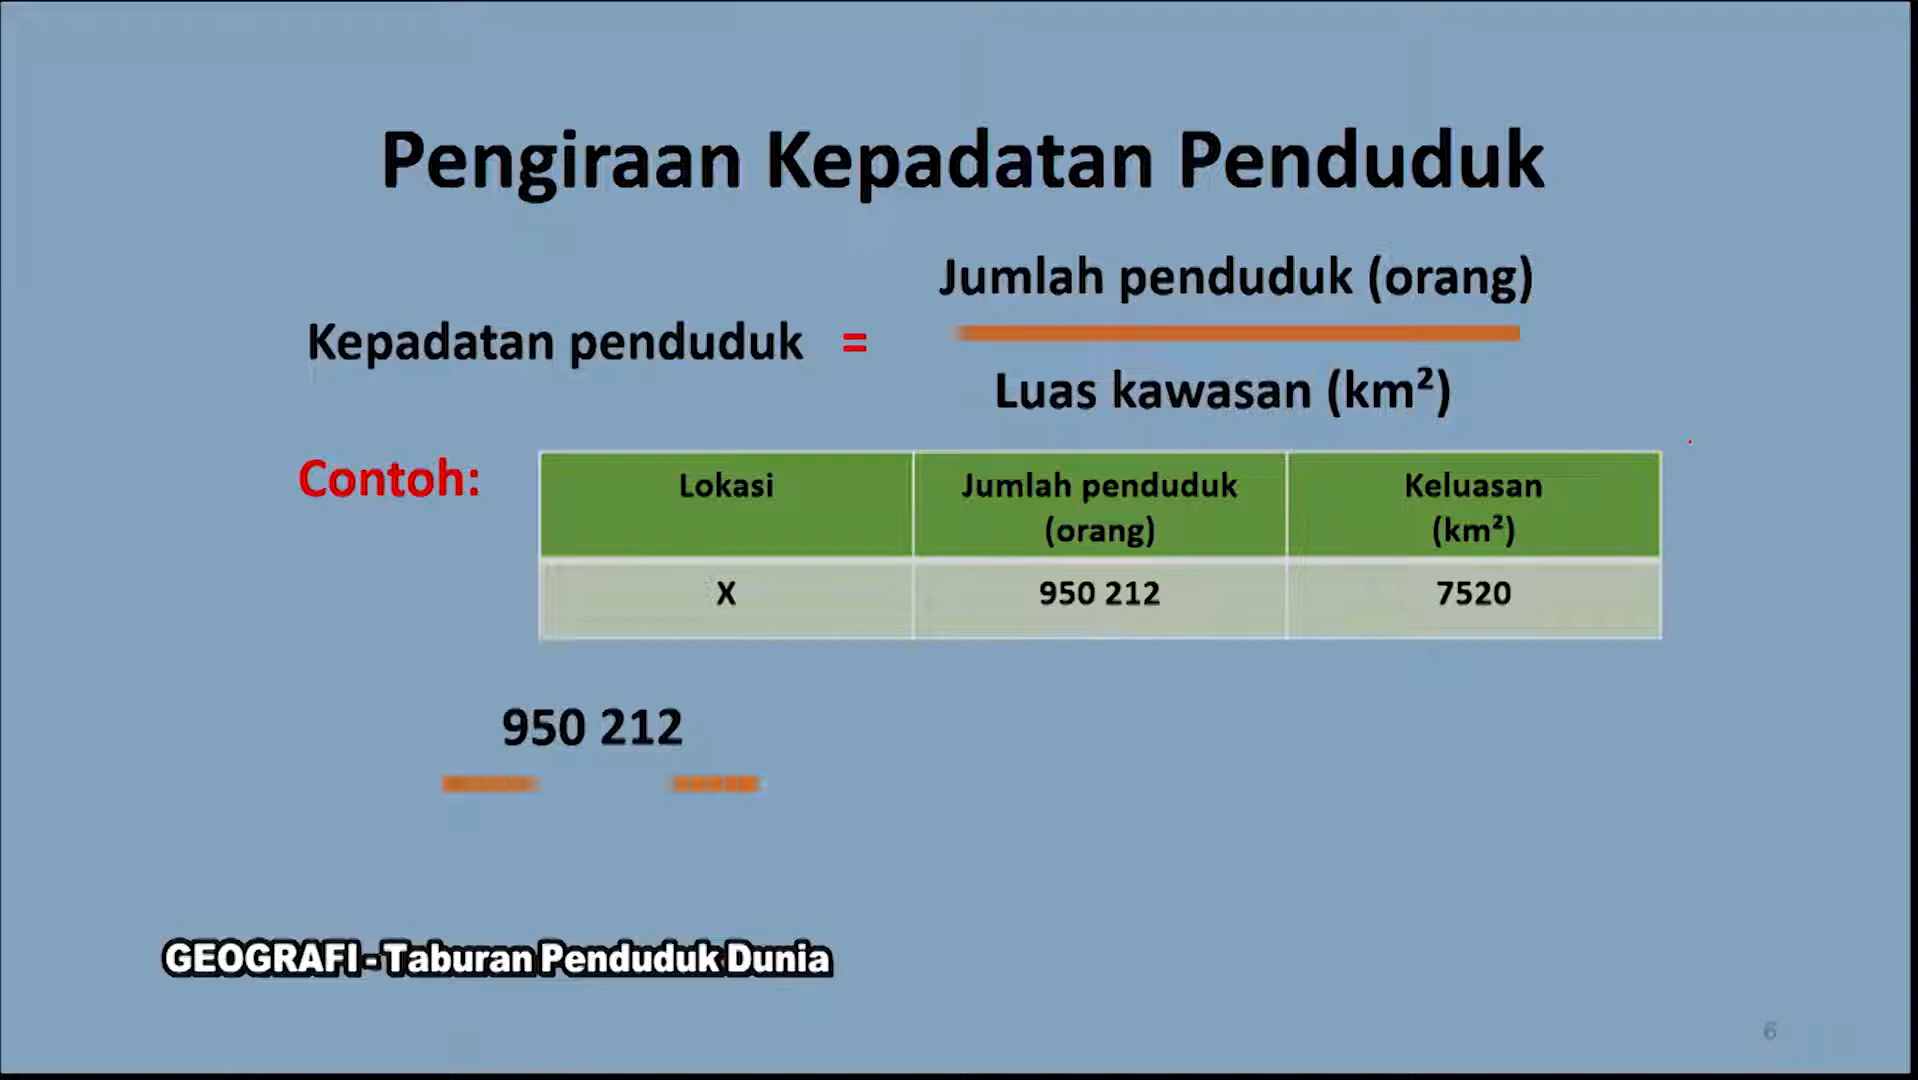 Pengiraan Kepadatan Penduduk
Jumlah penduduk (orang)
Kepadatan penduduk =
Luas kawasan (km²)
Contoh:
Lokasi Jumlah penduduk (orang) Keluasan (km²)
X 950 212 7520
950 212
GEOGRAFI - Taburan Penduduk Dunia
6